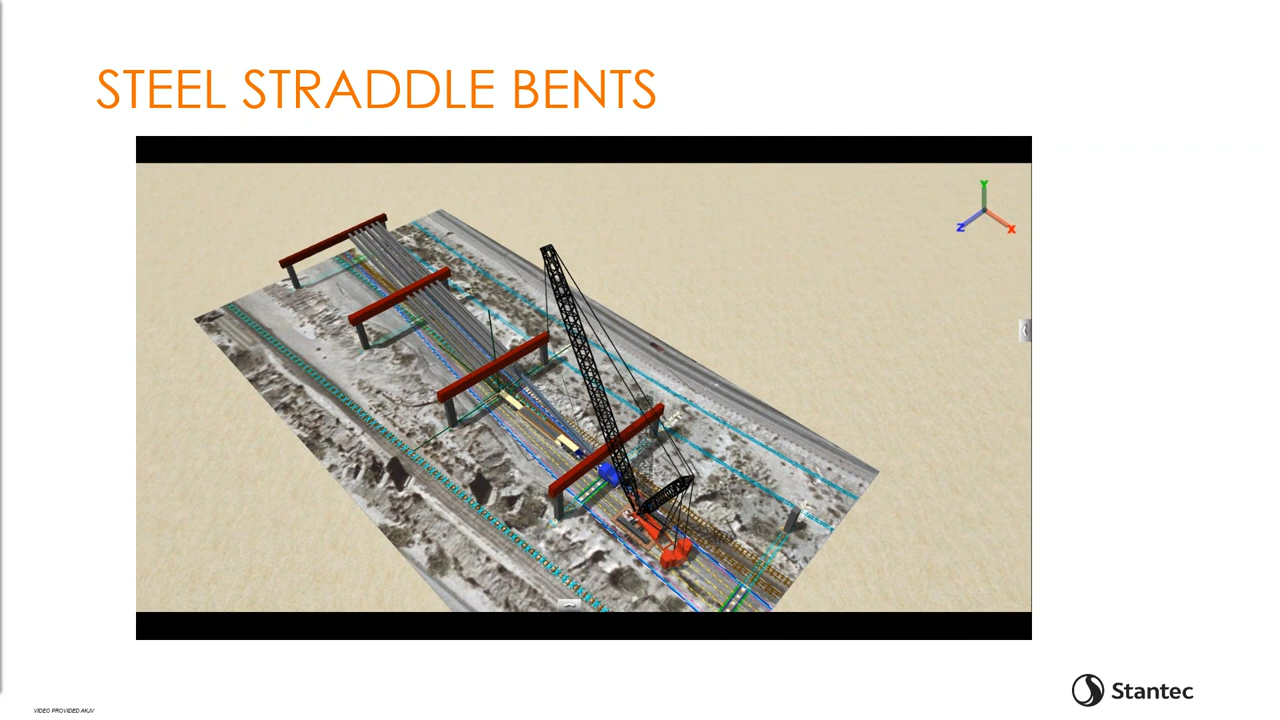 STEEL STRADDLE BENTS
Y
Z
X
Stantec
VIDEO PROVIDED AKJV